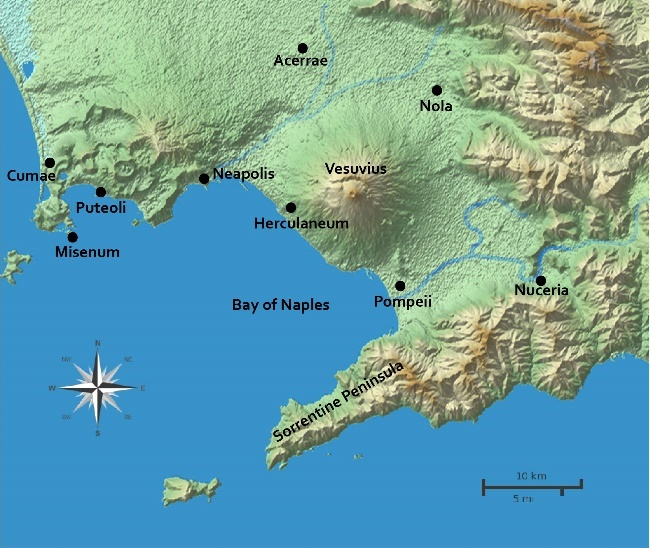 Acerrae
Nola
Vesuvius
Neapolis
Cumae
Puteoli
Herculaneum
Misenum
Nuceria
Pompeii
Bay of Naples
N
NW
W
E
S
Sorrentine Peninsula
10 km
5 mi